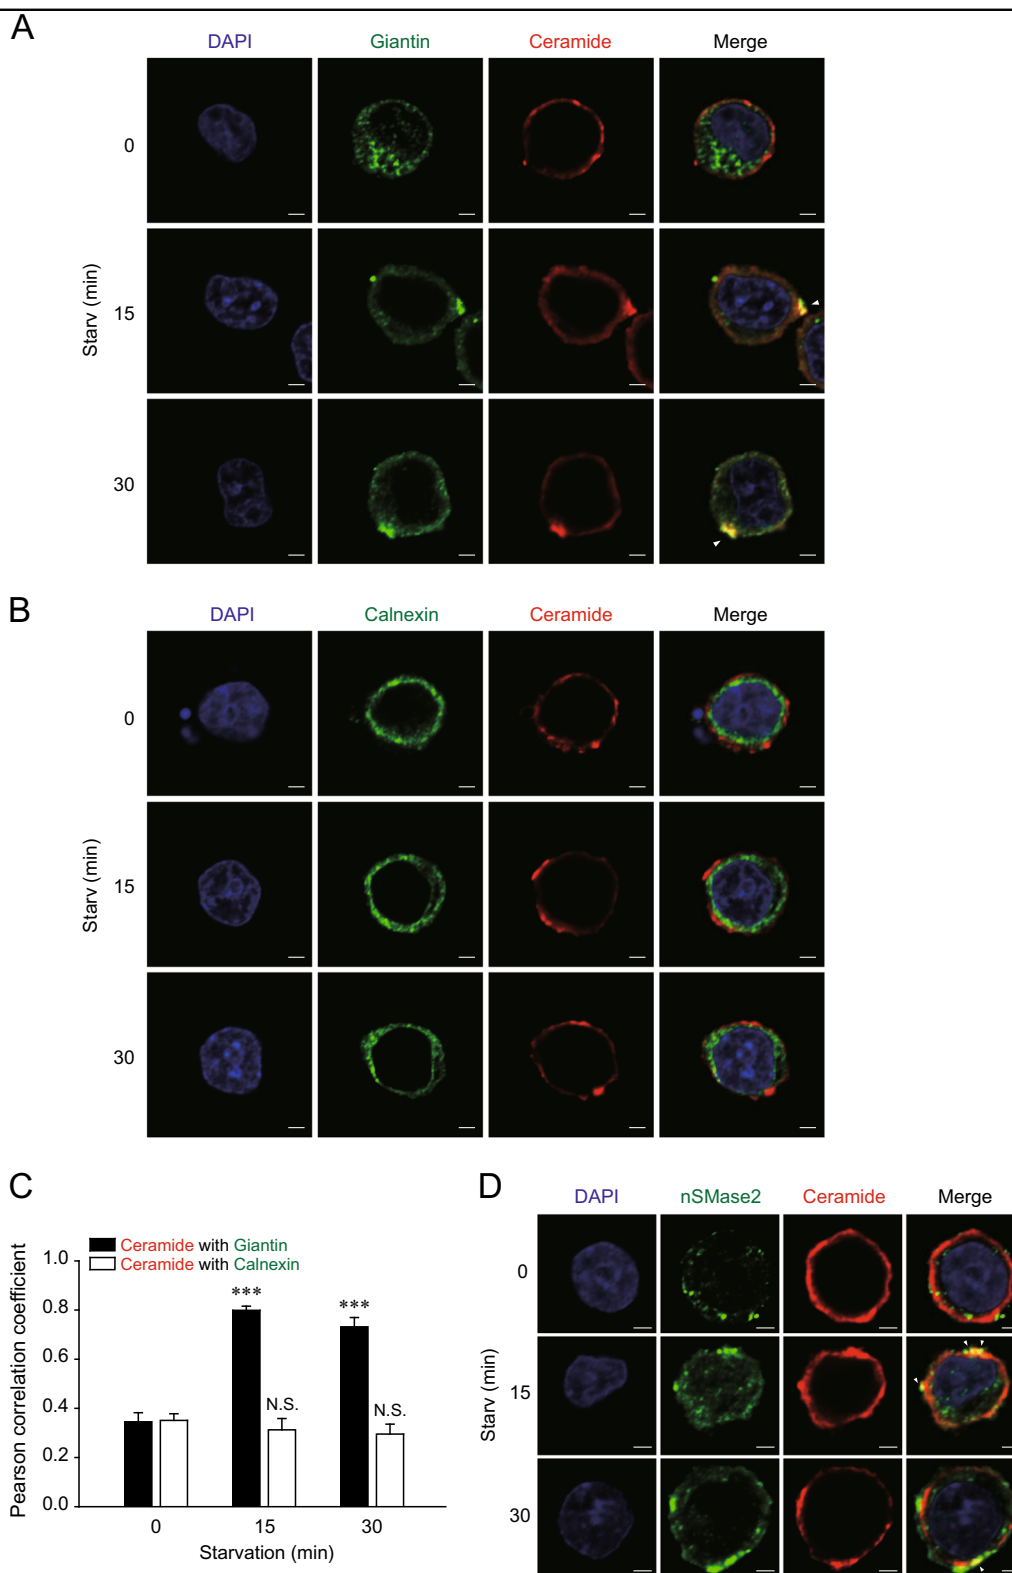 A
DAPI Giantin Ceramide Merge
0
15
30
Starv (min)
B
DAPI Calnexin Ceramide Merge
0
15
30
Starv (min)
C
Ceramide with Giantin
Ceramide with Calnexin
Pearson correlation coefficient
1.0
0.8
0.6
0.4
0.2
0.0
***
N.S.
***
N.S.
0 15 30
Starvation (min)
D
DAPI nSMase2 Ceramide Merge
0
15
30
Starv (min)